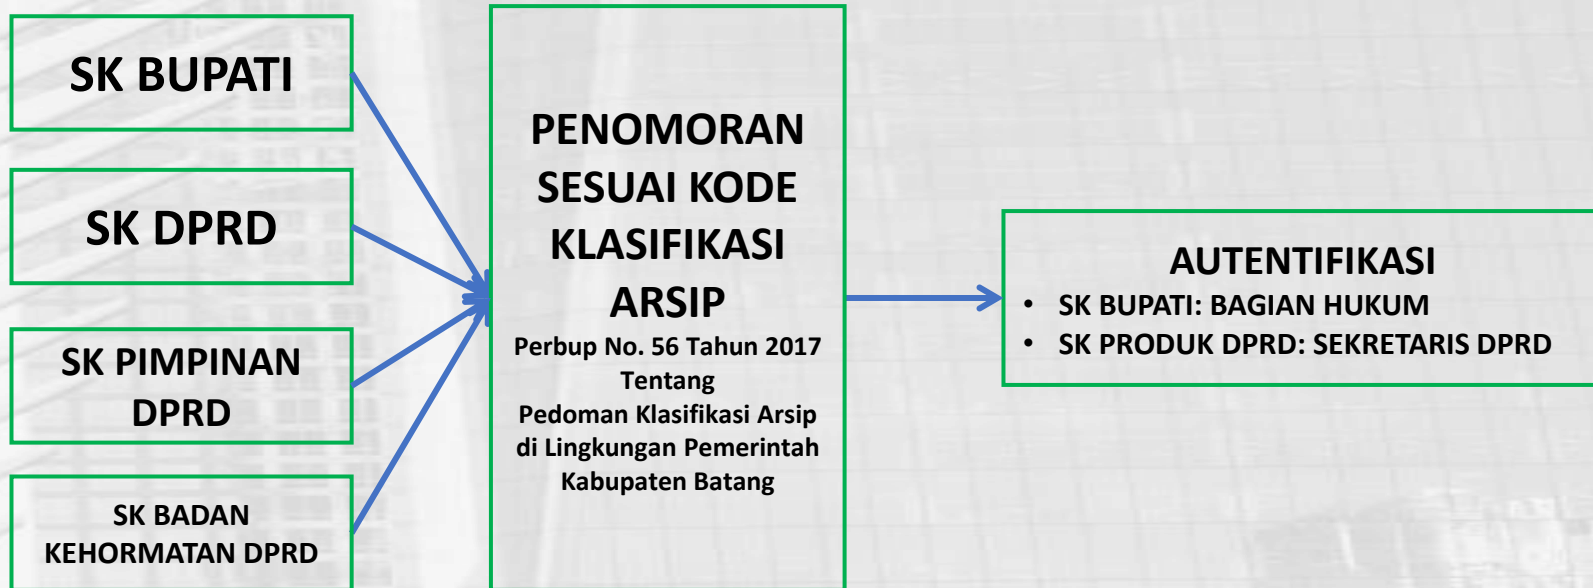 SK BUPATI
SK DPRD
SK PIMPINAN
DPRD
SK BADAN
KEHORMATAN DPRD
PENOMORAN
SESUAI KODE
KLASIFIKASI
ARSIP
Perbup No. 56 Tahun 2017
Tentang
Pedoman Klasifikasi Arsip
di Lingkungan Pemerintah
Kabupaten Batang
AUTENTIFIKASI
• SK BUPATI: BAGIAN HUKUM
• SK PRODUK DPRD: SEKRETARIS DPRD